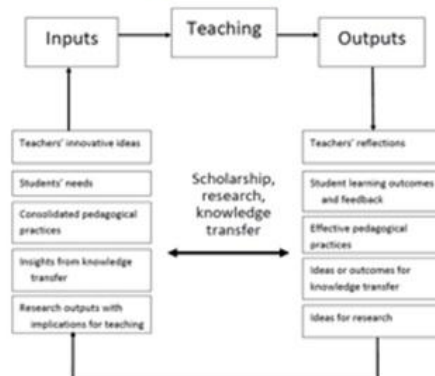 Inputs
Teaching
Outputs
Teachers' innovative ideas
Students' needs
Consolidated pedagogical
practices
Insights from knowledge
transfer
Research outputs with
implications for teaching
Scholarship,
research,
knowledge
transfer
Teachers' reflections
Student learning outcomes
and feedback
Effective pedagogical
practices
Ideas or outcomes for
knowledge transfer
Ideas for research